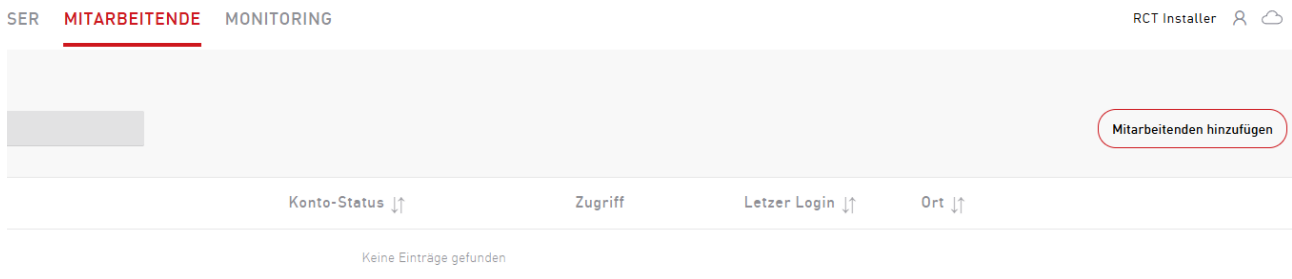 SER MITARBEITENDE MONITORING RCT Installer
Mitarbeitenden hinzufügen
Konto-Status Zugriff Letzer Login Ort
Keine Einträge gefunden